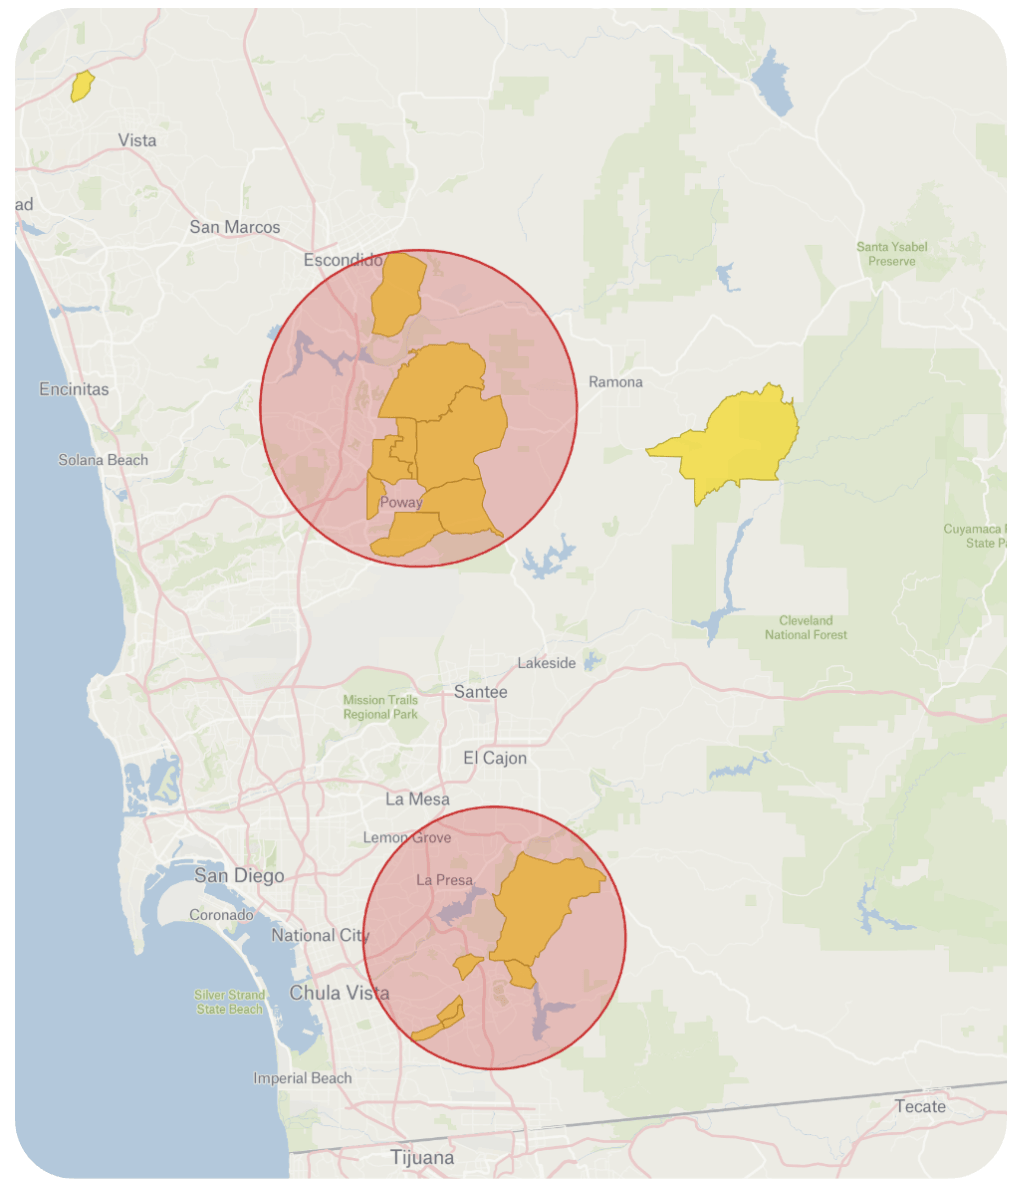 Vista
ad
San Marcos
Santa Ysabel
Preserve
Escondido
Ramona
Encinitas
Solana Beach
Poway
Cuyamaca
State P
Cleveland
National Forest
Lakeside
Santee
Mission Trails
Regional Park
El Cajon
La Mesa
Lemon Grove
San Diego
La Presa
Coronado
National City
Chula Vista
Silver Strand
State Beach
Imperial Beach
Tecate
Tijuana